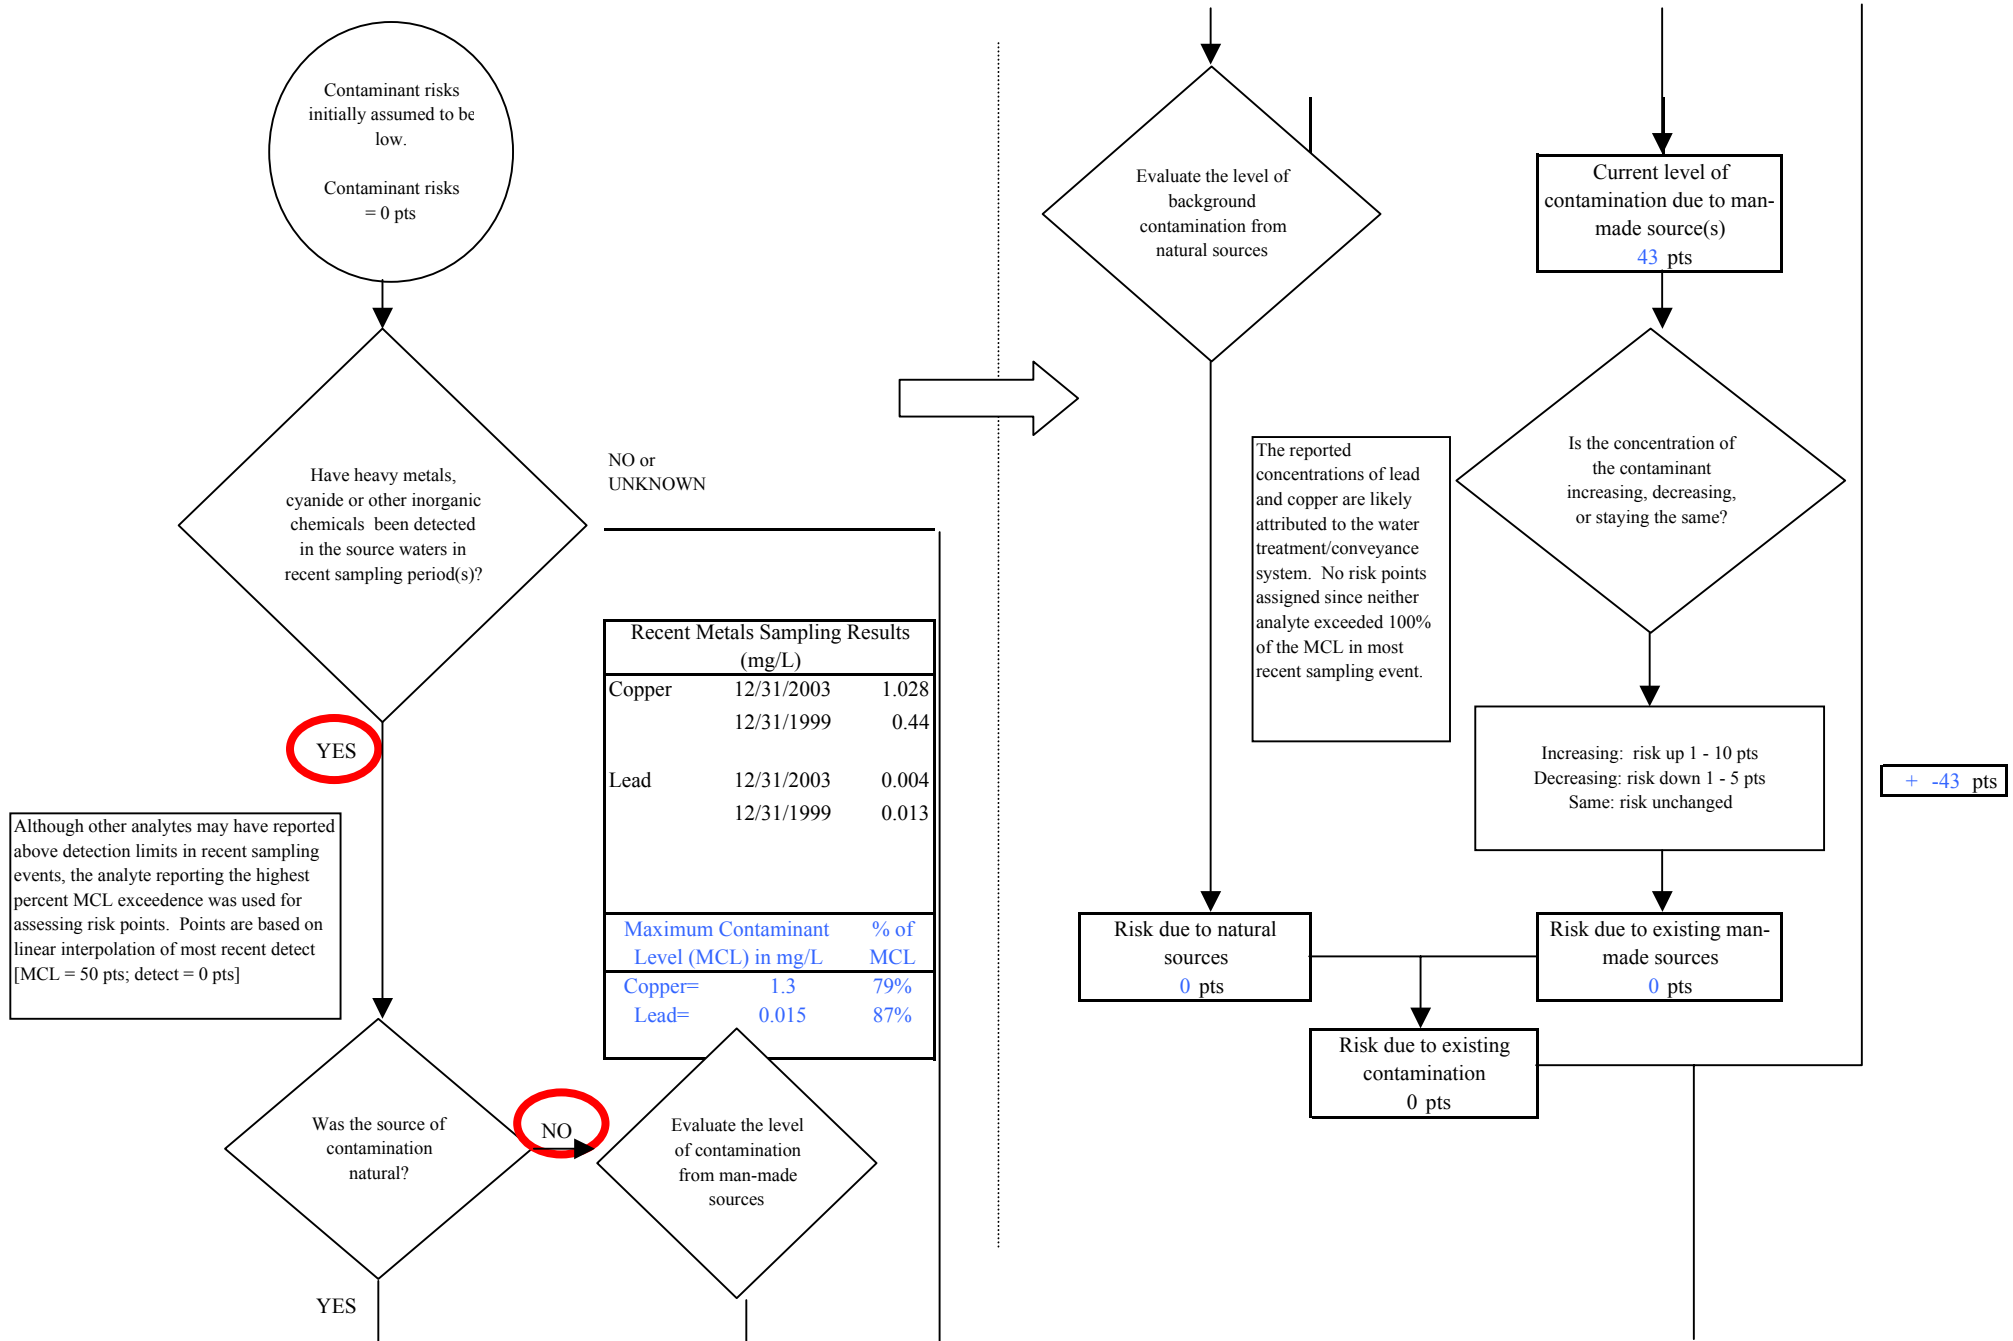 Contaminant risks
initially assumed to be
low.
Contaminant risks
= 0 pts
Have heavy metals,
cyanide or other inorganic
chemicals been detected
in the source waters in
recent sampling period(s)?
NO or
UNKNOWN
YES
Recent Metals Sampling Results
(mg/L)
Copper 12/31/2003 1.028
12/31/1999 0.44
Lead 12/31/2003 0.004
12/31/1999 0.013
Maximum Contaminant % of
Level (MCL) in mg/L MCL
Copper= 1.3 79%
Lead= 0.015 87%
Although other analytes may have reported
above detection limits in recent sampling
events, the analyte reporting the highest
percent MCL exceedence was used for
assessing risk points. Points are based on
linear interpolation of most recent detect
[MCL = 50 pts; detect = 0 pts]
Was the source of
contamination
natural?
NO
Evaluate the level
of contamination
from man-made
sources
YES
Evaluate the level of
background
contamination from
natural sources
Current level of
contamination due to man-
made source(s)
43 pts
The reported
concentrations of lead
and copper are likely
attributed to the water
treatment/conveyance
system. No risk points
assigned since neither
analyte exceeded 100%
of the MCL in most
recent sampling event.
Is the concentration of
the contaminant
increasing, decreasing,
or staying the same?
Increasing: risk up 1 - 10 pts
Decreasing: risk down 1 - 5 pts
Same: risk unchanged
+ -43 pts
Risk due to natural
sources
0 pts
Risk due to existing man-
made sources
0 pts
Risk due to existing
contamination
0 pts